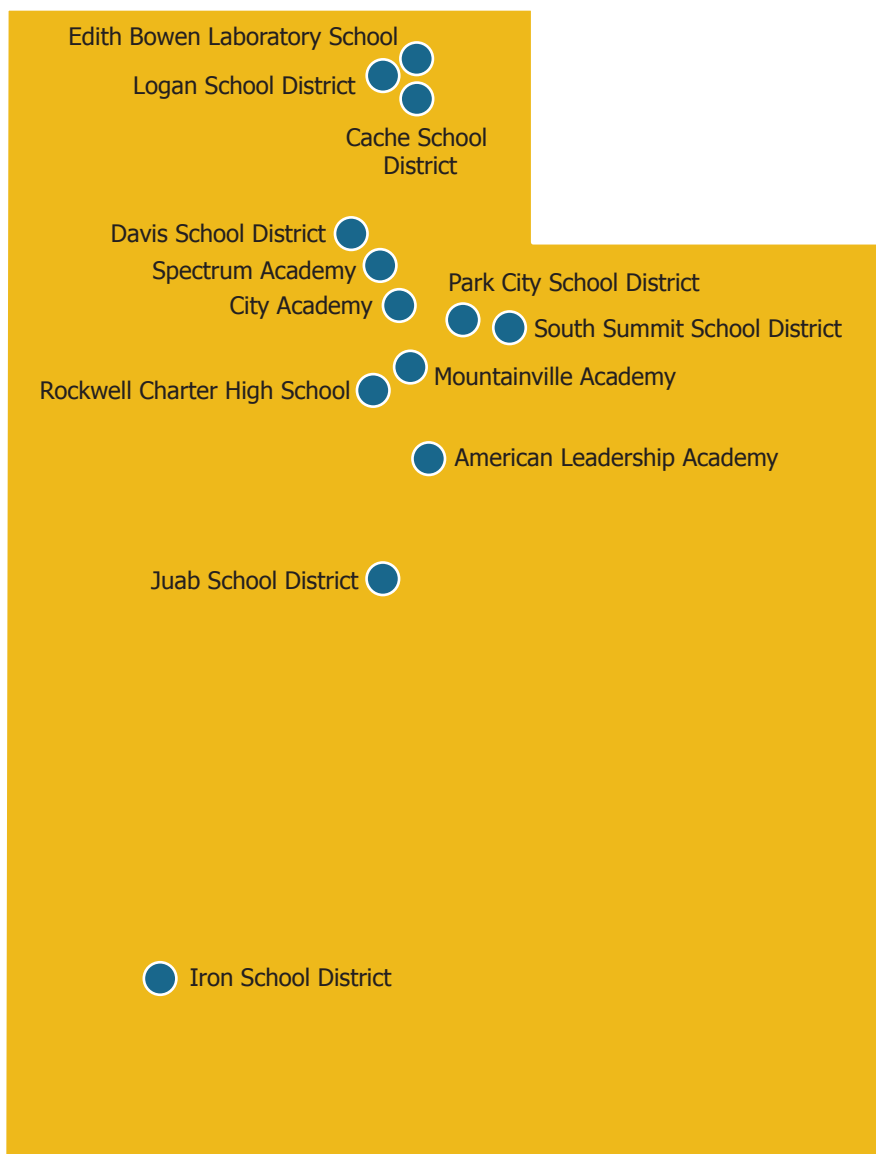 Edith Bowen Laboratory School
Logan School District
Cache School
District
Davis School District
Spectrum Academy
Park City School District
City Academy
South Summit School District
Mountainville Academy
Rockwell Charter High School
American Leadership Academy
Juab School District
Iron School District